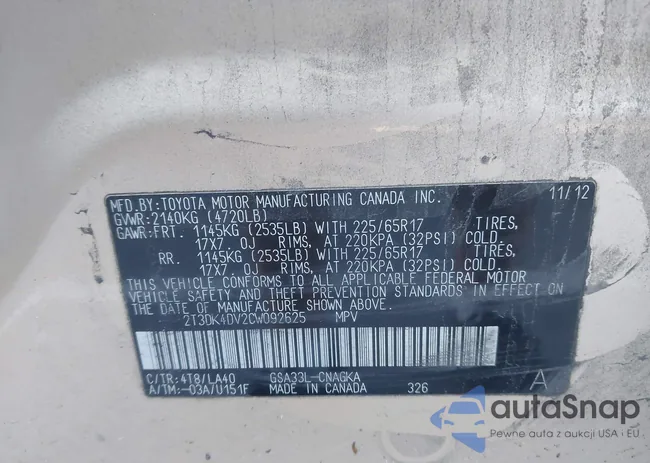 MFD.BY:TOYOTA MOTOR MANUFACTURING CANADA INC. 11/12
GVWR:2140KG (4720LB)
GAWR:FRT. 1145KG (2535LB) WITH 225/65R17 TIRES,
17X7.0J RIMS, AT 220KPA (32PSI) COLD.
RR. 1145KG (2535LB) WITH 225/65R17 TIRES,
17X7.0J RIMS, AT 220KPA (32PSI) COLD.
THIS VEHICLE CONFORMS TO ALL APPLICABLE FEDERAL MOTOR
VEHICLE SAFETY AND THEFT PREVENTION STANDARDS IN EFFECT ON
THE DATE OF MANUFACTURE SHOWN ABOVE.
2T3DK4DV2CW092625 MPV
C/TR:4T8/LA40 GSA33L-CNAGKA
A/TM:-03A/U151F MADE IN CANADA 326 A
autoSnap
Pewne auta z aukcji USA i EU